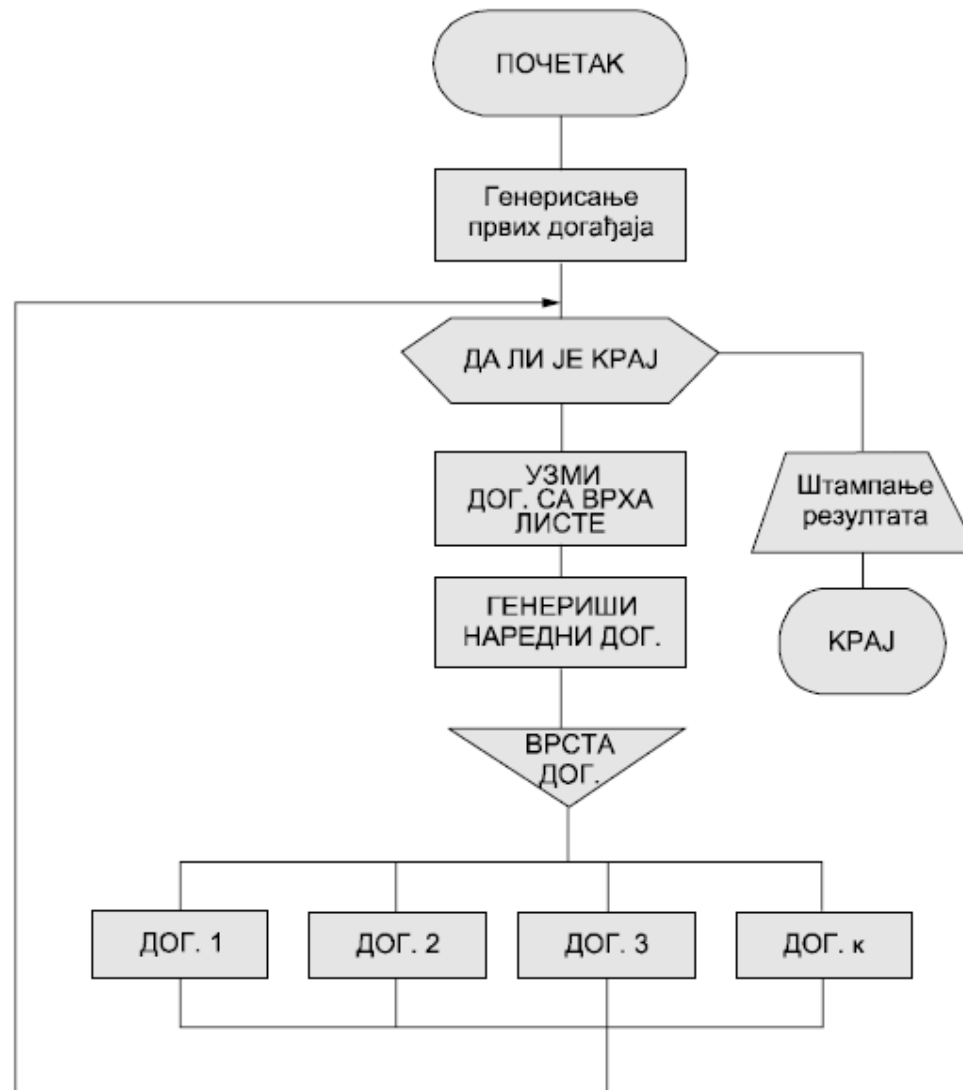 ПОЧЕТАК
Генерисање
првих догађаја
ДА ЛИ ЈЕ КРАЈ
УЗМИ
ДОГ. СА ВРХА
ЛИСТЕ
Штампање
резултата
ГЕНЕРИШИ
НАРЕДНИ ДОГ.
КРАЈ
ВРСТА
ДОГ.
ДОГ. 1
ДОГ. 2
ДОГ. 3
ДОГ. к